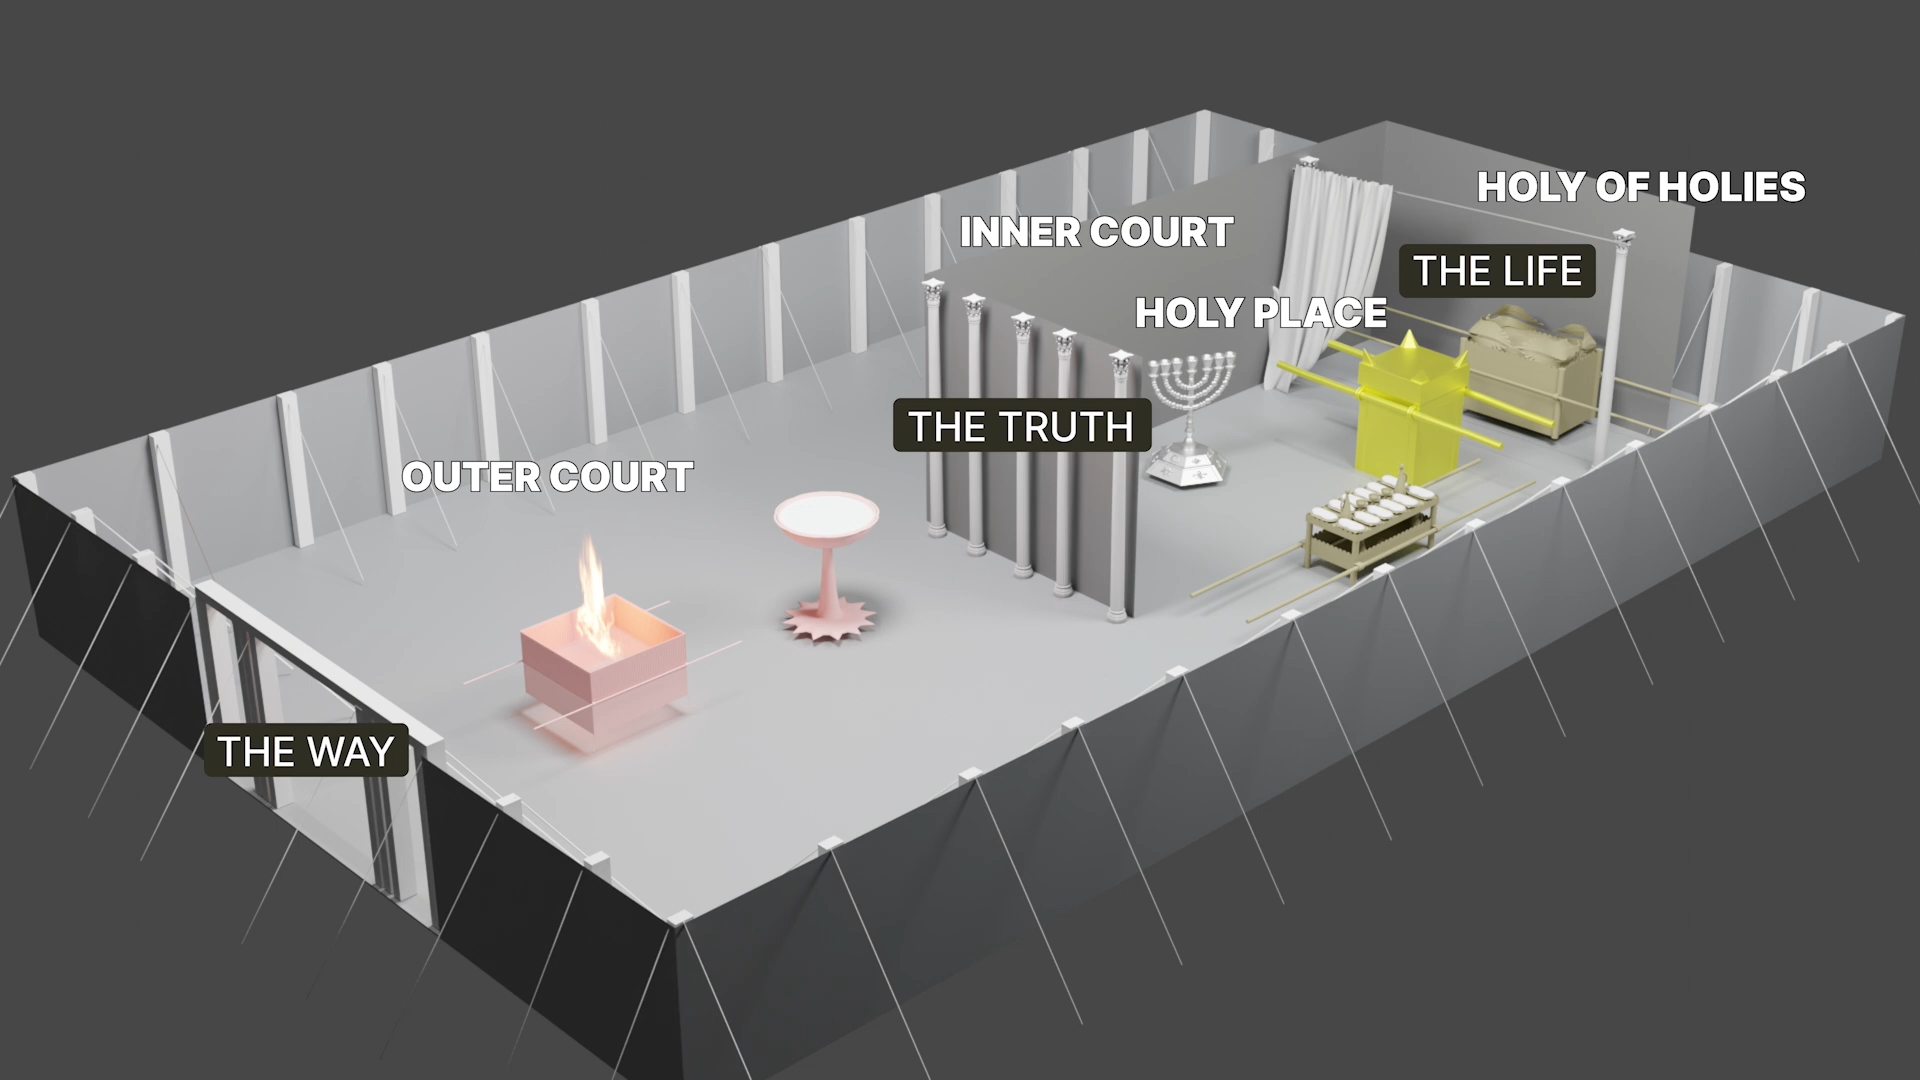 HOLY OF HOLIES
INNER COURT
THE LIFE
HOLY PLACE
THE TRUTH
OUTER COURT
THE WAY